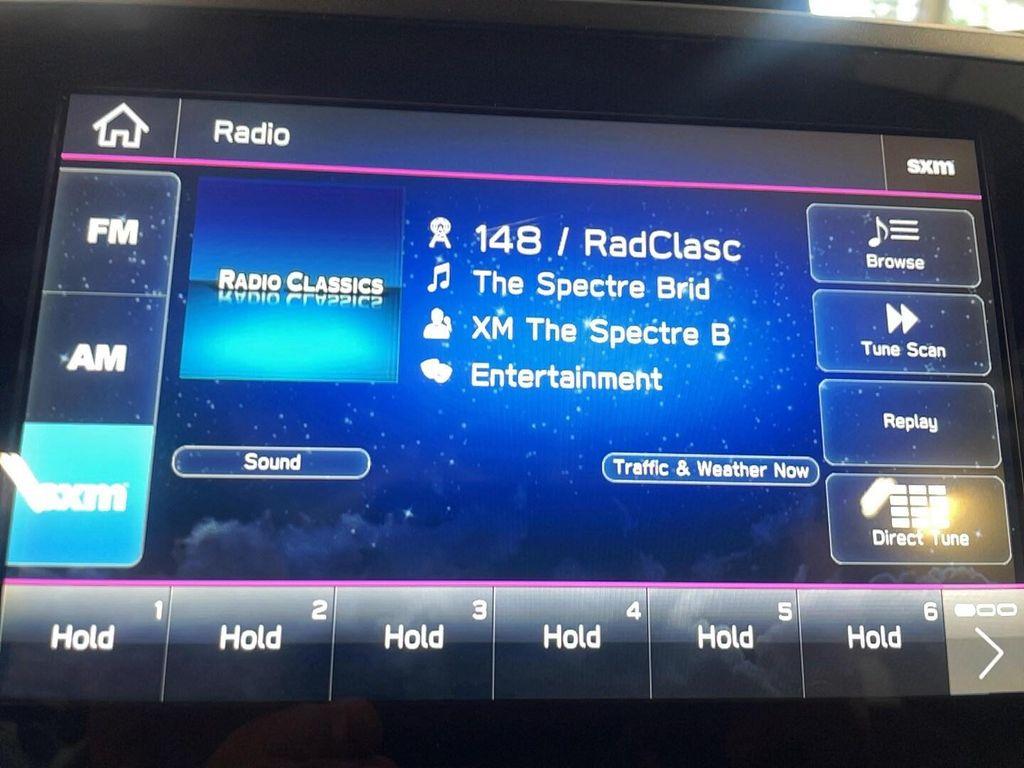 Radio
sxm
FM
AM
sxm
RADIO CLASSICS
148 / RadClasc
The Spectre Brid
XM The Spectre B
Entertainment
Sound
Traffic & Weather Now
Browse
Tune Scan
Replay
Direct Tune
1
Hold
2
Hold
3
Hold
4
Hold
5
Hold
6
Hold